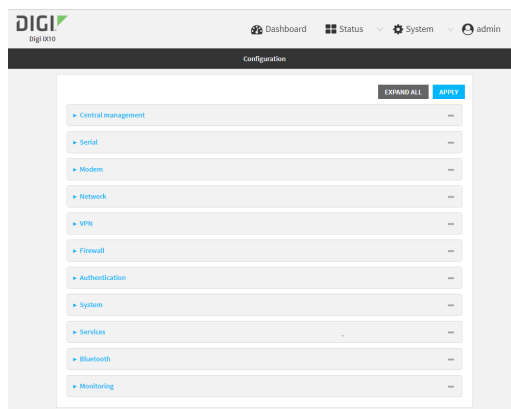 DIGI
Digi IX10
Dashboard Status System admin
Configuration
EXPAND ALL APPLY
Central management
Serial
Modem
Network
VPN
Firewall
Authentication
System
Services
Bluetooth
Monitoring